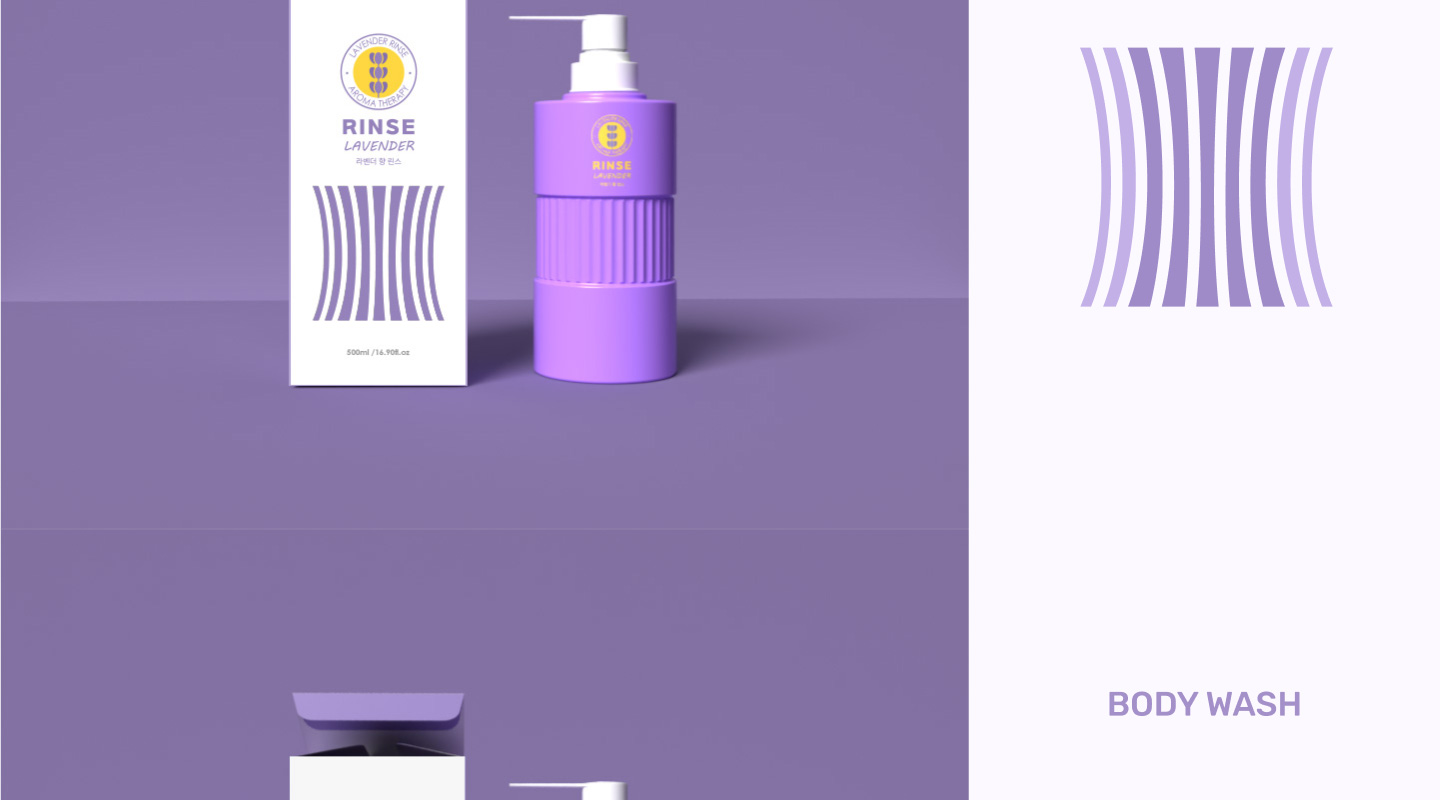 LAVENDER RINSE
AROMA THERAPY
RINSE
LAVENDER
라벤더 향 린스
500ml /16.90fl.oz
RINSE
LAVENDER
BODY WASH